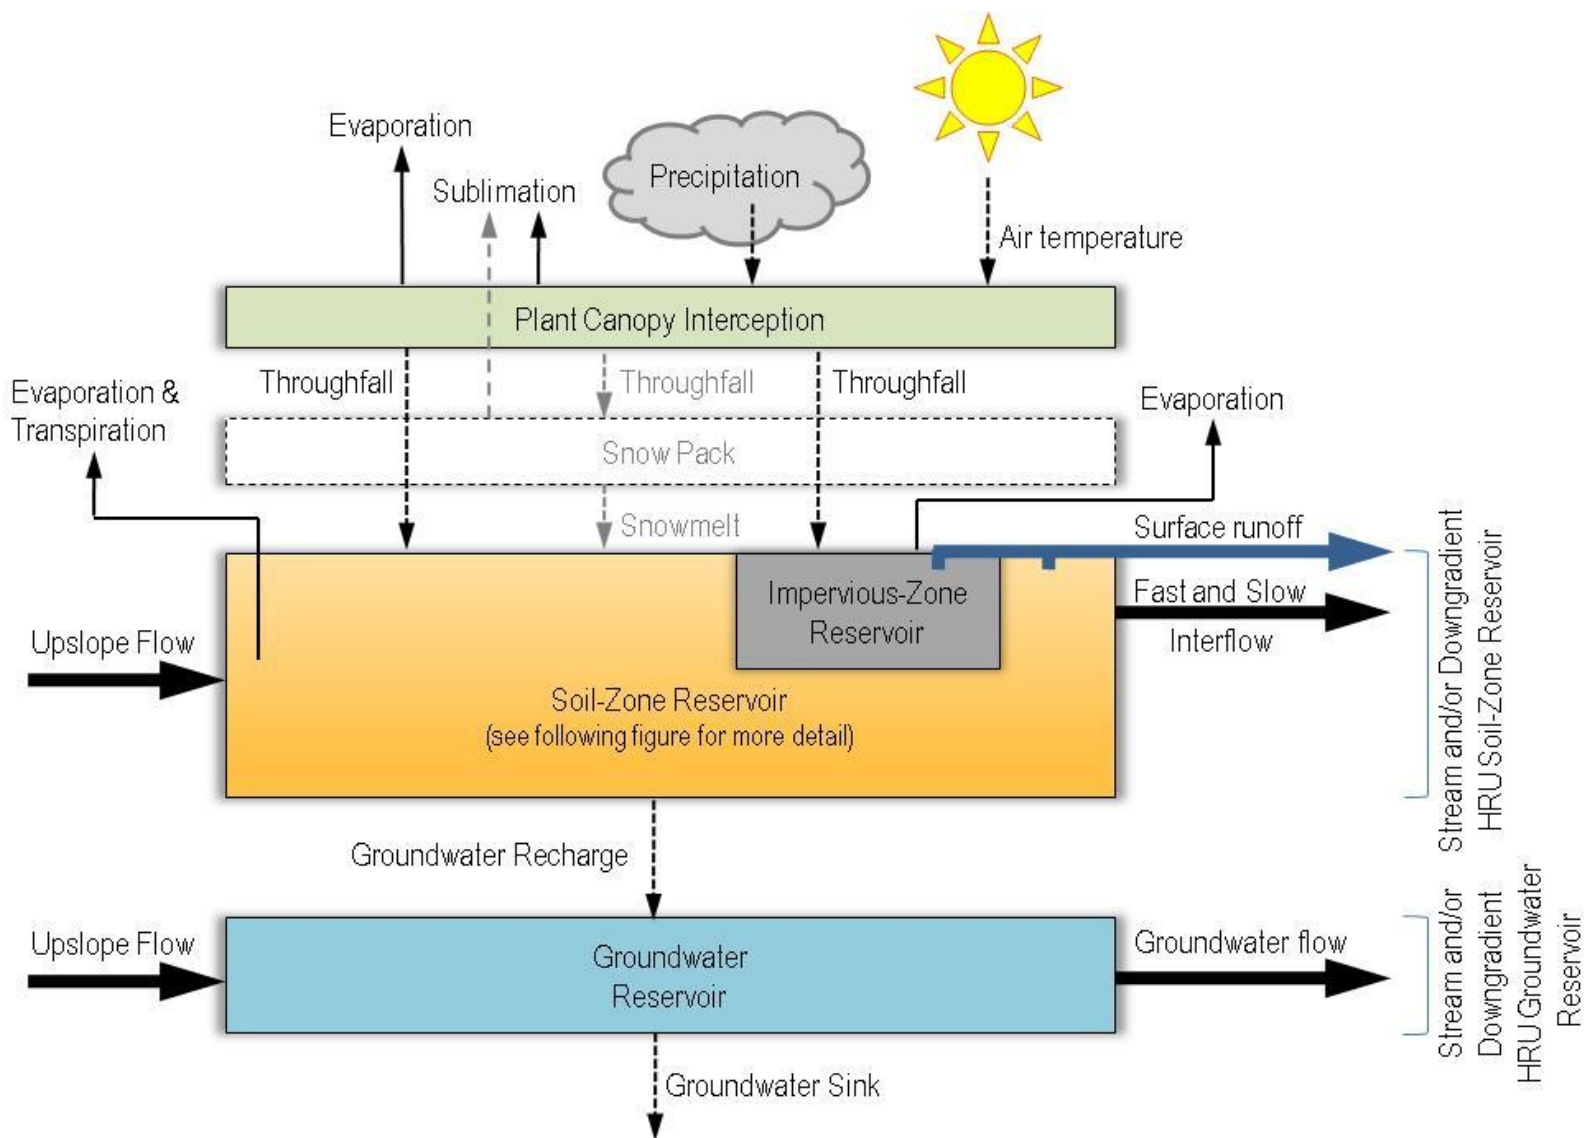 Evaporation
Sublimation
Precipitation
Air temperature
Plant Canopy Interception
Throughfall
Throughfall
Throughfall
Evaporation &
Transpiration
Evaporation
Snow Pack
Snowmelt
Surface runoff
Impervious-Zone
Reservoir
Fast and Slow
Interflow
Upslope Flow
Soil-Zone Reservoir
(see following figure for more detail)
Stream and/or Downgradient
HRU Soil-Zone Reservoir
Groundwater Recharge
Upslope Flow
Groundwater
Reservoir
Groundwater flow
Stream and/or
Downgradient
HRU Groundwater
Reservoir
Groundwater Sink